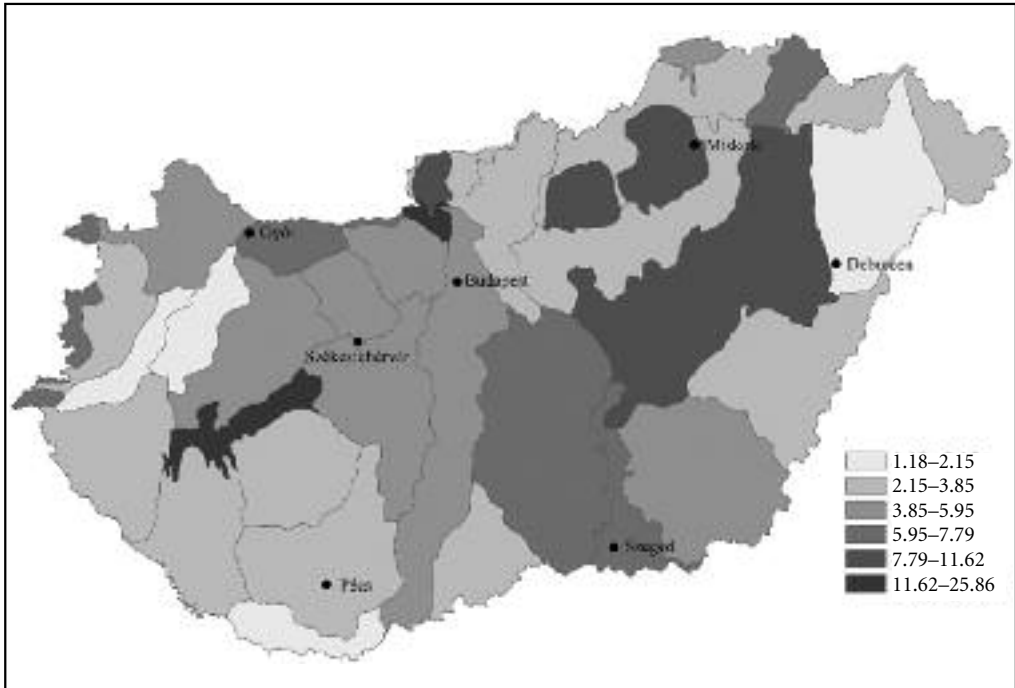 Miskolc
Győr
Debrecen
Budapest
Székesfehérvár
1.18–2.15
2.15–3.85
3.85–5.95
5.95–7.79
Szeged
7.79–11.62
11.62–25.86
Pécs